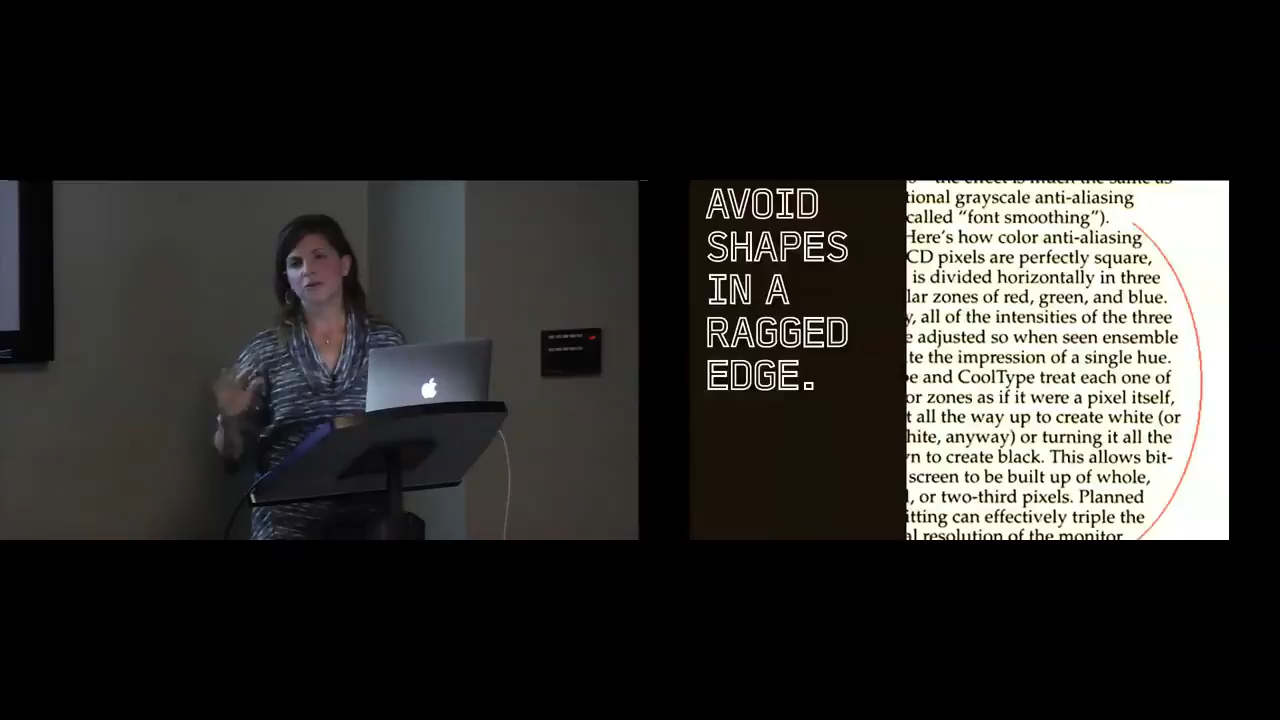 AVOID
SHAPES
IN A
RAGGED
EDGE.
tional grayscale anti-aliasing
called “font smoothing”).
Here’s how color anti-aliasing
CD pixels are perfectly square,
is divided horizontally in three
lar zones of red, green, and blue.
y, all of the intensities of the three
e adjusted so when seen ensemble
te the impression of a single hue.
e and CoolType treat each one of
or zones as if it were a pixel itself,
t all the way up to create white (or
hite, anyway) or turning it all the
n to create black. This allows bit-
screen to be built up of whole,
l, or two-third pixels. Planned
itting can effectively triple the
al resolution of the monitor